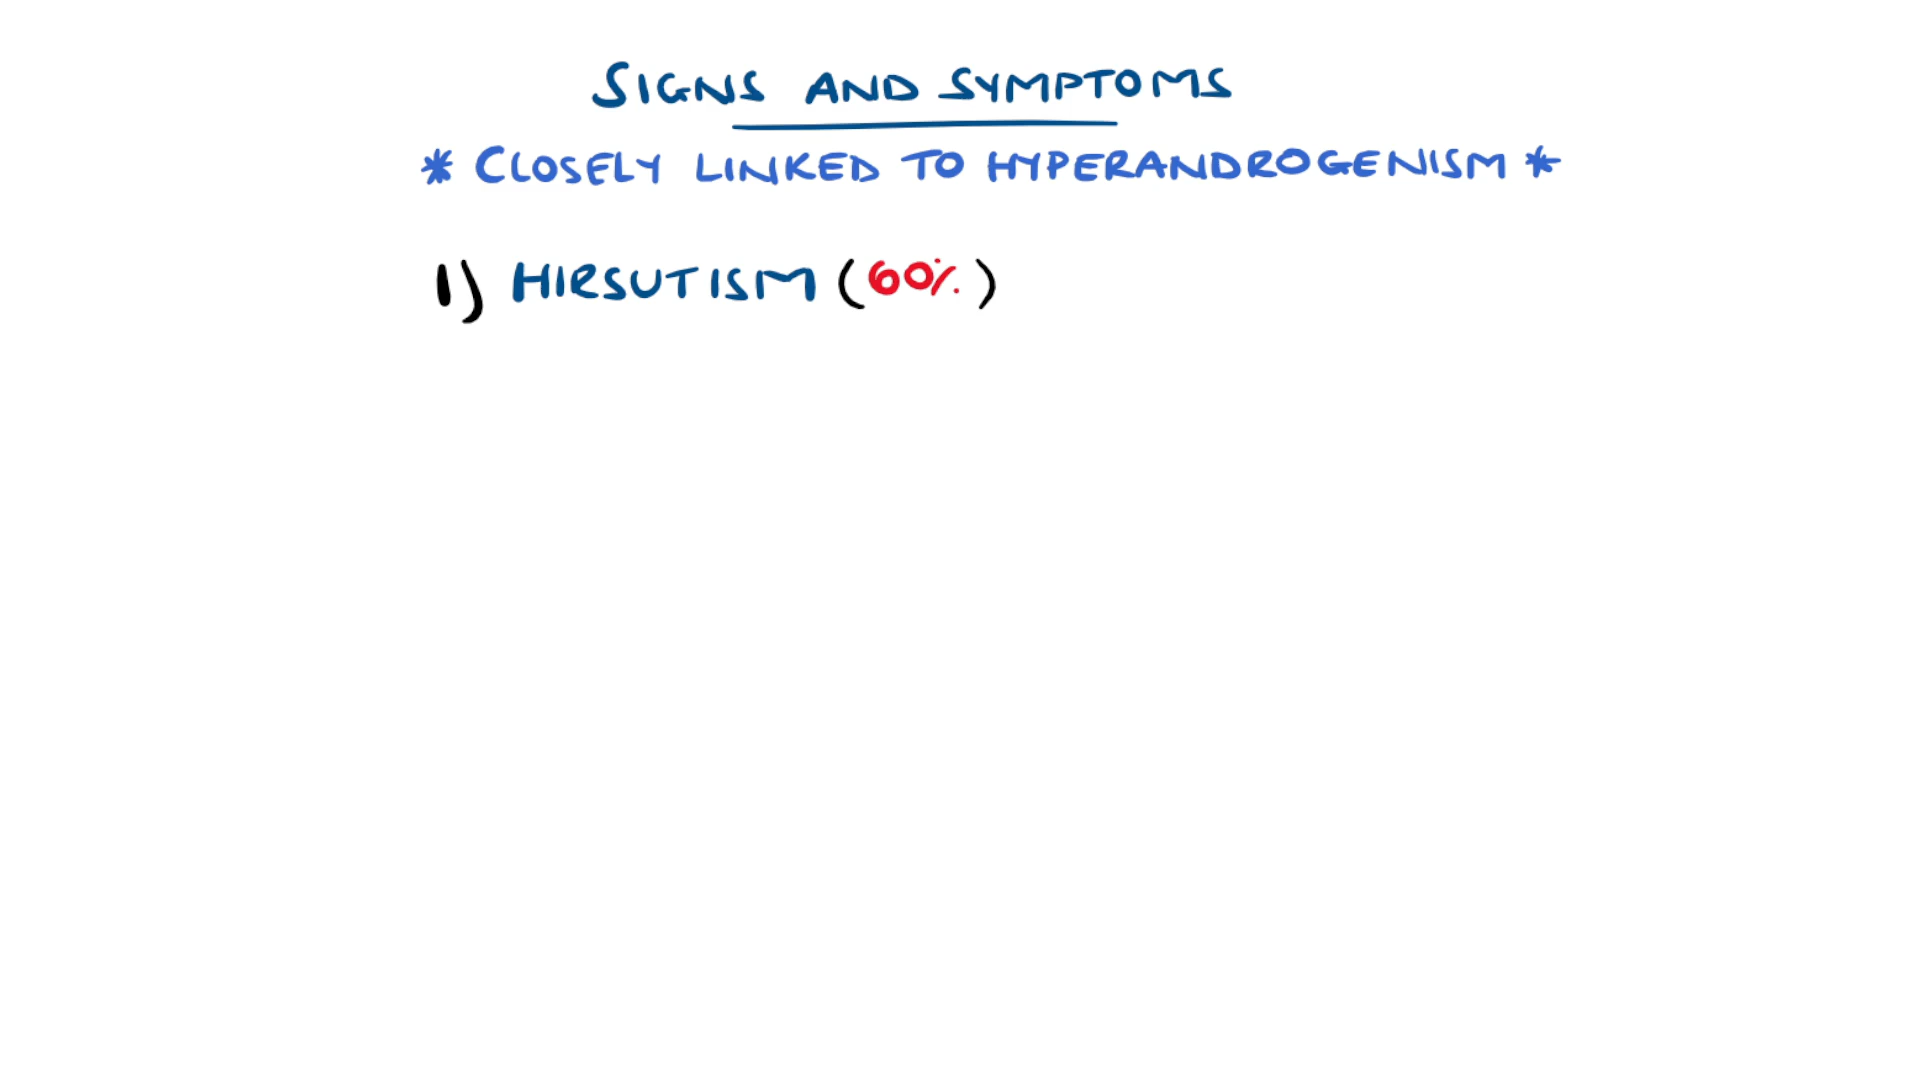 SIGNS AND SYMPTOMS
* CLOSELY LINKED TO HYPERANDROGENISM *
1) HIRSUTISM (60%)